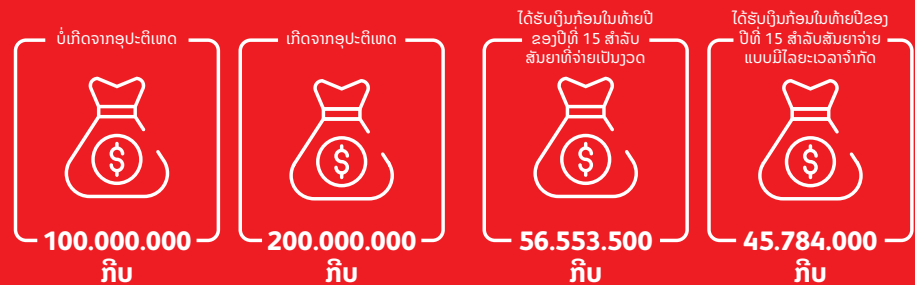 ບໍ່ເກີດຈາກອຸປະຕິເຫດ
$
100.000.000
ກີບ
ເກີດຈາກອຸປະຕິເຫດ
$
200.000.000
ກີບ
ໄດ້ຮັບເງິນກ້ອນໃນທ້າຍປີ
ຂອງປີທີ່ 15 ສໍາລັບ
ສັນຍາທີ່ຈ່າຍເປັນງວດ
$
56.553.500
ກີບ
ໄດ້ຮັບເງິນກ້ອນໃນທ້າຍປີຂອງ
ປີທີ່ 15 ສໍາລັບສັນຍາຈ່າຍ
ແບບມີໄລຍະເວລາຈໍາກັດ
$
45.784.000
ກີບ